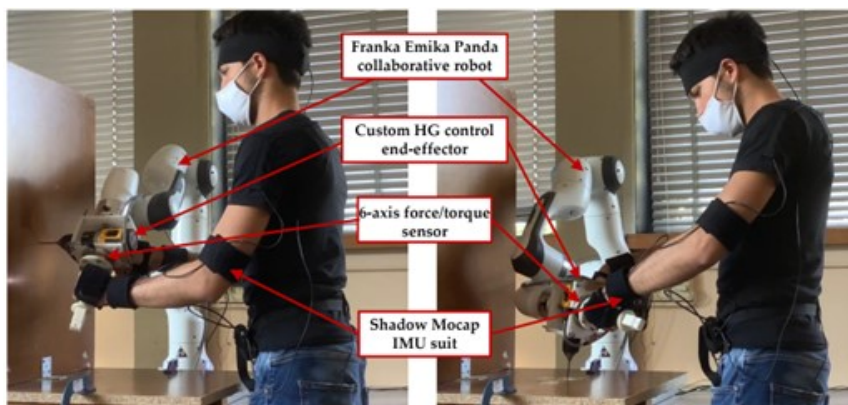 Franka Emika Panda
collaborative robot
Custom HG control
end-effector
6-axis force/torque
sensor
Shadow Mocap
IMU suit